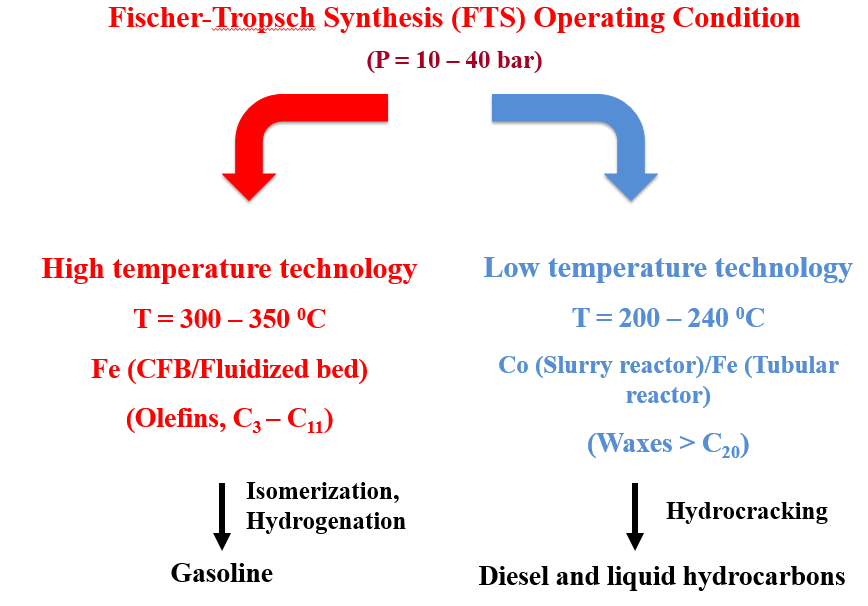 Fischer-Tropsch Synthesis (FTS) Operating Condition
(P = 10 – 40 bar)
High temperature technology
T = 300 – 350 ⁰C
Fe (CFB/Fluidized bed)
(Olefins, C₃ – C₁₁)
Isomerization,
Hydrogenation
Gasoline
Low temperature technology
T = 200 – 240 ⁰C
Co (Slurry reactor)/Fe (Tubular
reactor)
(Waxes > C₂₀)
Hydrocracking
Diesel and liquid hydrocarbons